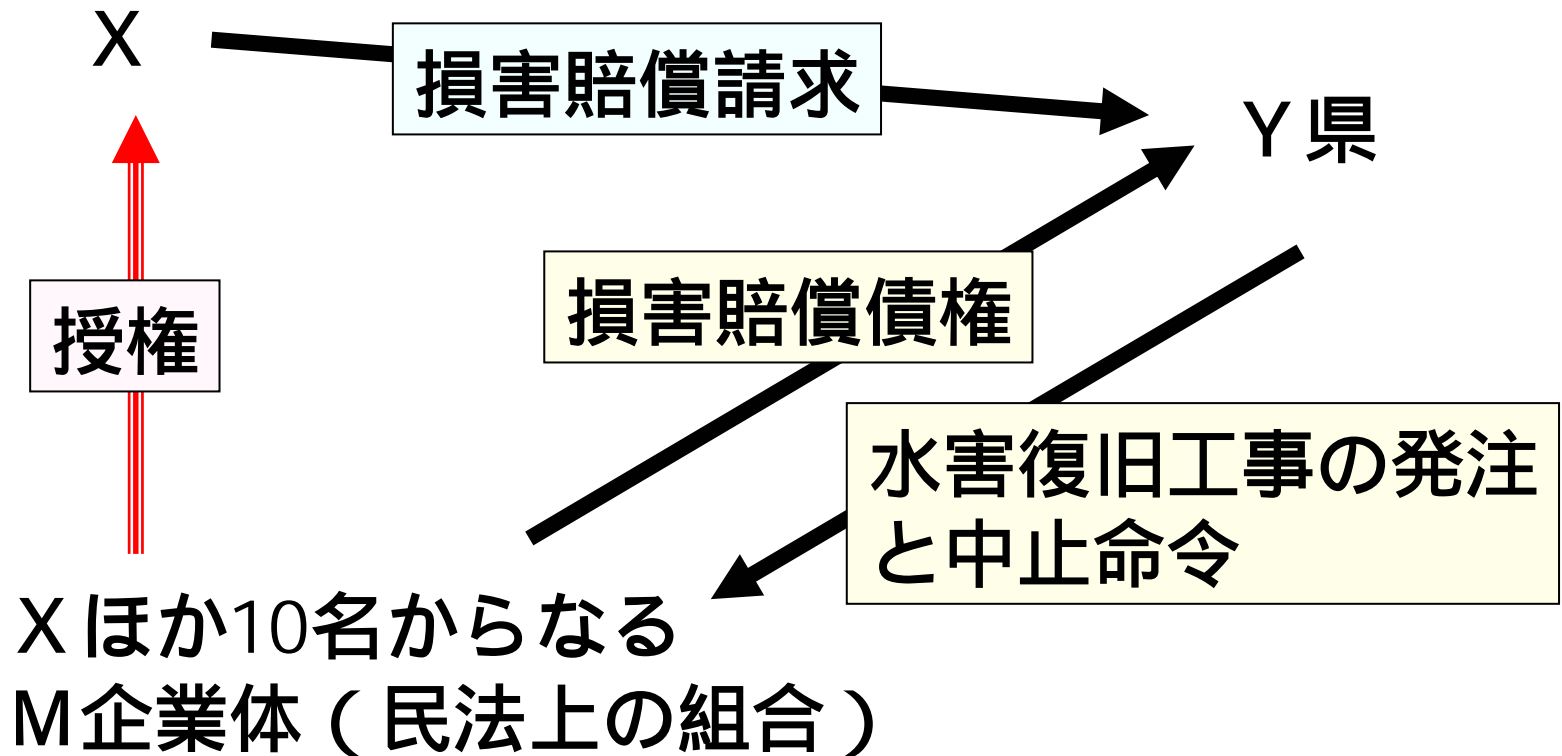 X
損害賠償請求
Y県
損害賠償債権
授権
水害復旧工事の発注
と中止命令
Xほか10名からなる
M企業体(民法上の組合)